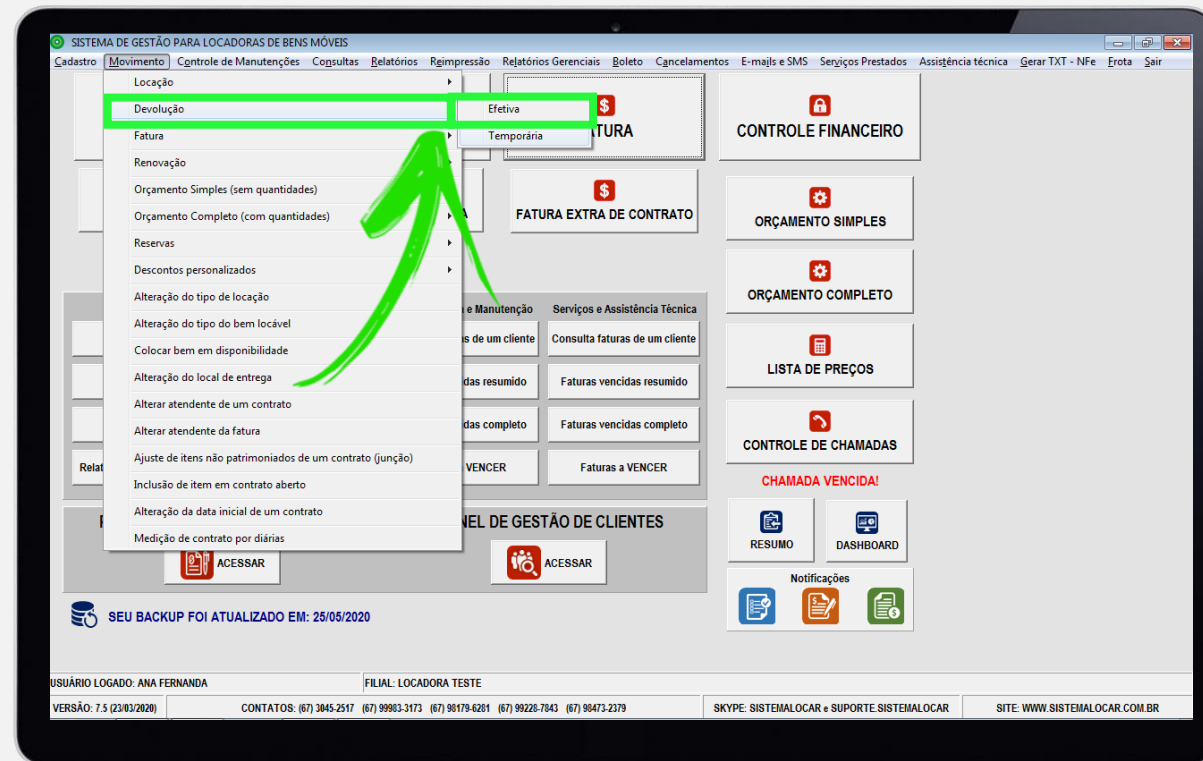 SISTEMA DE GESTÃO PARA LOCADORAS DE BENS MÓVEIS
Cadastro Movimento Controle de Manutenções Consultas Relatórios Reimpressão Relatórios Gerenciais Boleto Cancelamentos E-mails e SMS Serviços Prestados Assistência técnica Gerar TXT - NFe Frota Sair
Locação
Devolução
Fatura
Renovação
Orçamento Simples (sem quantidades)
Orçamento Completo (com quantidades)
Reservas
Descontos personalizados
Alteração do tipo de locação
Alteração do tipo do bem locável
Colocar bem em disponibilidade
Alteração do local de entrega
Alterar atendente de um contrato
Alterar atendente da fatura
Ajuste de itens não patrimoniados de um contrato (junção)
Inclusão de item em contrato aberto
Alteração da data inicial de um contrato
Medição de contrato por diárias
Efetiva
Temporária
TURA
CONTROLE FINANCEIRO
A
FATURA EXTRA DE CONTRATO
ORÇAMENTO SIMPLES
ORÇAMENTO COMPLETO
LISTA DE PREÇOS
CONTROLE DE CHAMADAS
CHAMADA VENCIDA!
RESUMO
DASHBOARD
Notificações
e Manutenção
Serviços e Assistência Técnica
s de um cliente
Consulta faturas de um cliente
das resumido
Faturas vencidas resumido
das completo
Faturas vencidas completo
Relat
VENCER
Faturas a VENCER
NEL DE GESTÃO DE CLIENTES
ACESSAR
ACESSAR
SEU BACKUP FOI ATUALIZADO EM: 25/05/2020
USUÁRIO LOGADO: ANA FERNANDA
FILIAL: LOCADORA TESTE
VERSÃO: 7.5 (23/03/2020)
CONTATOS: (67) 3045-2517 (67) 99983-3173 (67) 98179-6281 (67) 99228-7843 (67) 98473-2379
SKYPE: SISTEMALOCAR e SUPORTE.SISTEMALOCAR
SITE: WWW.SISTEMALOCAR.COM.BR